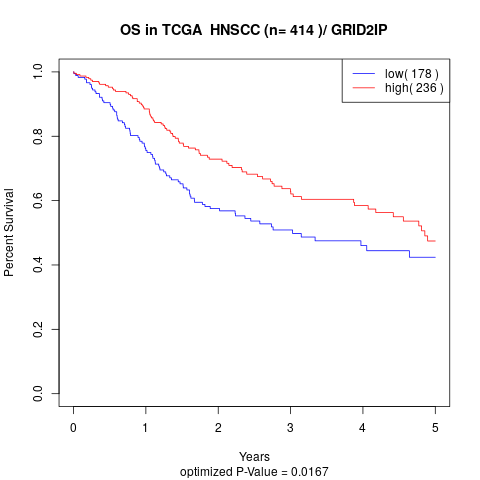 OS in TCGA  HNSCC (n= 414 )/ GRID2IP
low( 178 )
high( 236 )
Percent Survival
1.0
0.8
0.6
0.4
0.2
0.0
0 1 2 3 4 5
Years
optimized P-Value = 0.0167